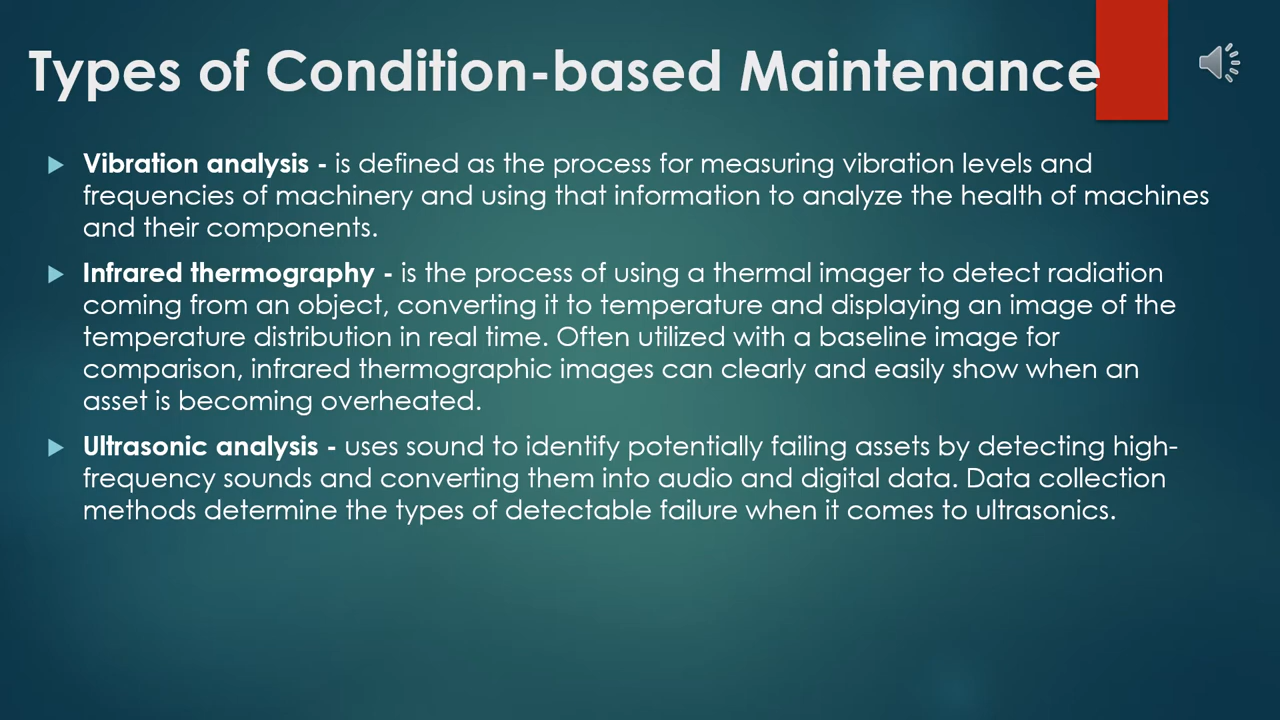 Types of Condition-based Maintenance
Vibration analysis - is defined as the process for measuring vibration levels and
frequencies of machinery and using that information to analyze the health of machines
and their components.
Infrared thermography - is the process of using a thermal imager to detect radiation
coming from an object, converting it to temperature and displaying an image of the
temperature distribution in real time. Often utilized with a baseline image for
comparison, infrared thermographic images can clearly and easily show when an
asset is becoming overheated.
Ultrasonic analysis - uses sound to identify potentially failing assets by detecting high-
frequency sounds and converting them into audio and digital data. Data collection
methods determine the types of detectable failure when it comes to ultrasonics.